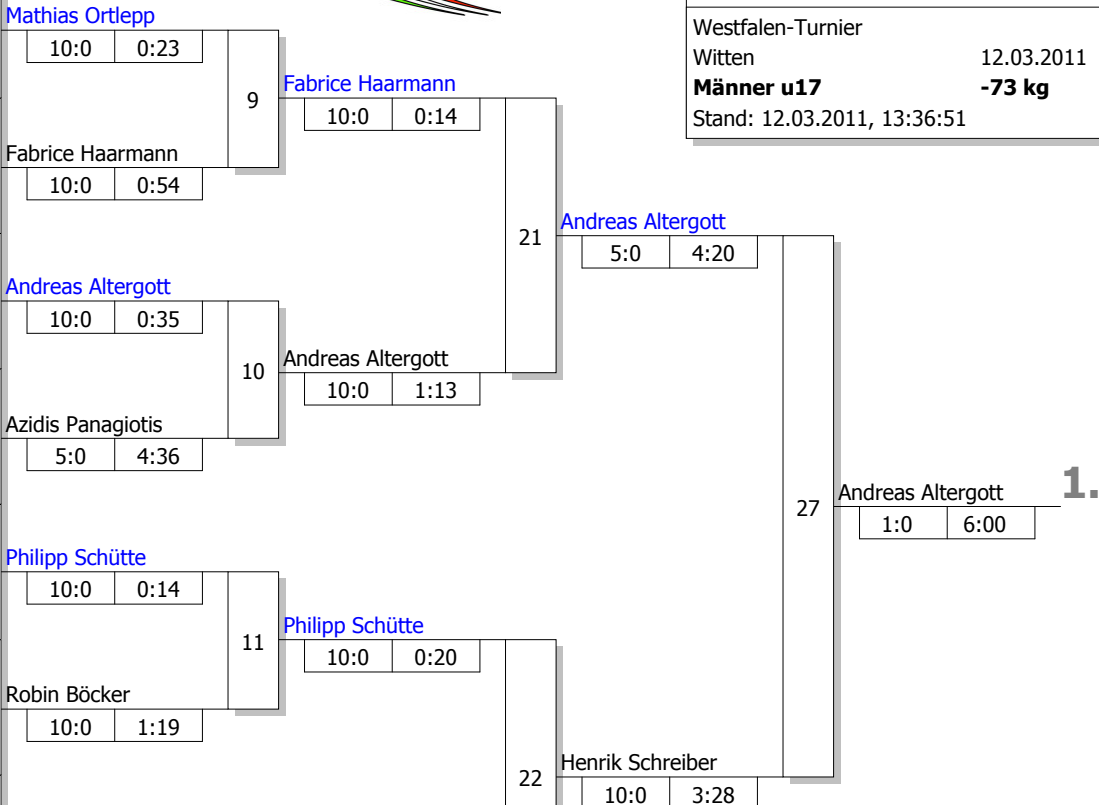 Mathias Ortlepp
10:0 0:23
9
Fabrice Haarmann
10:0 0:54
Andreas Altergott
10:0 0:35
10
Azidis Panagiotis
5:0 4:36
Philipp Schütte
10:0 0:14
11
Robin Böcker
10:0 1:19
Fabrice Haarmann
10:0 0:14
21
Andreas Altergott
10:0 1:13
Philipp Schütte
10:0 0:20
22
Andreas Altergott
5:0 4:20
27
Henrik Schreiber
10:0 3:28
Andreas Altergott 1.
1:0 6:00
Westfalen-Turnier
Witten 12.03.2011
Männer u17 -73 kg
Stand: 12.03.2011, 13:36:51